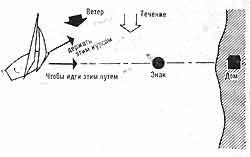 Ветер
Течение
держать
этим курсом
Чтобы идти этим путем
Знак
Дом